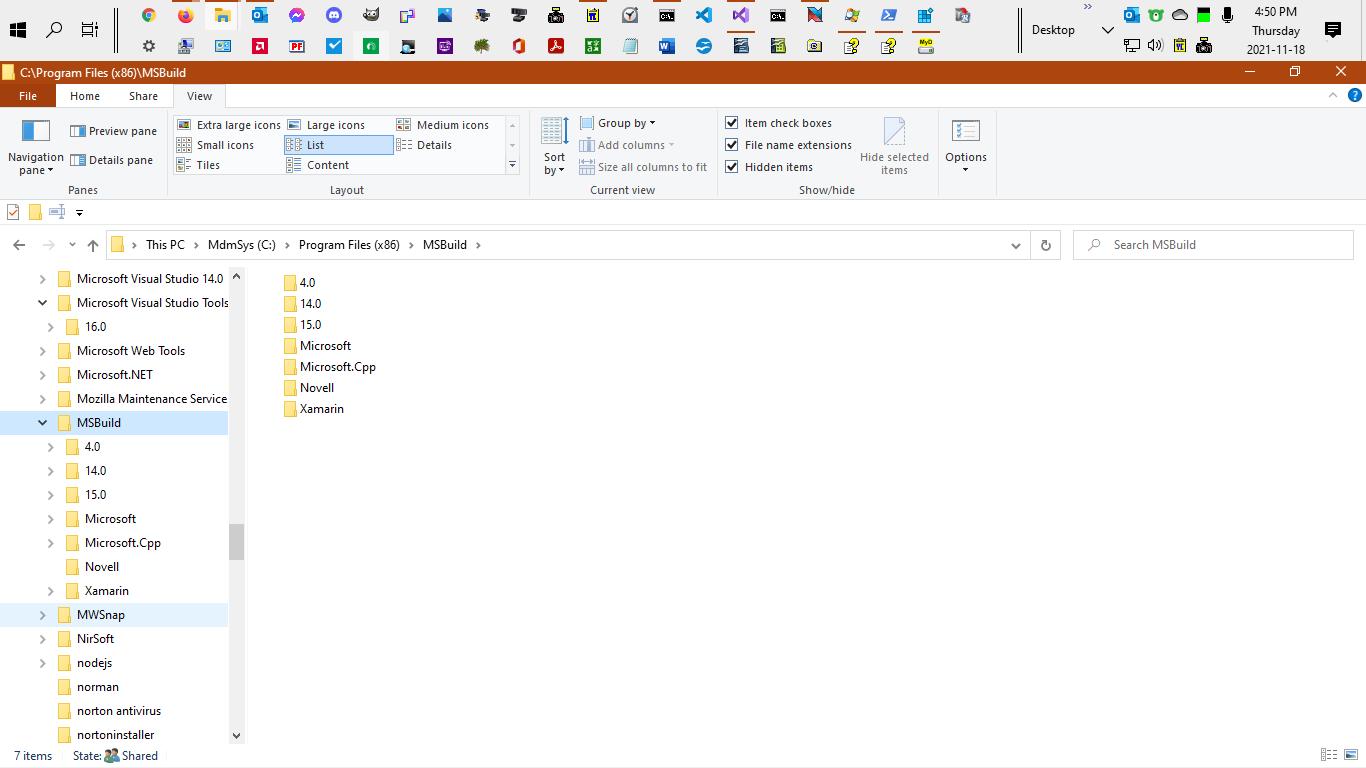 4:50 PM
Desktop
Thursday
2021-11-18
C:\Program Files (x86)\MSBuild
File Home Share View
Extra large icons Large icons Medium icons
Small icons List Details
Tiles Content
Preview pane
Details pane
Navigation pane
Sort by
Group by
Add columns
Size all columns to fit
Item check boxes
File name extensions
Hidden items
Hide selected items
Options
Panes Layout Current view Show/hide
This PC MdmSys (C:) Program Files (x86) MSBuild
Search MSBuild
Microsoft Visual Studio 14.0
Microsoft Visual Studio Tools
16.0
Microsoft Web Tools
Microsoft.NET
Mozilla Maintenance Service
MSBuild
4.0
14.0
15.0
Microsoft
Microsoft.Cpp
Novell
Xamarin
MWSnap
NirSoft
nodejs
norman
norton antivirus
nortoninstaller
4.0
14.0
15.0
Microsoft
Microsoft.Cpp
Novell
Xamarin
7 items State: Shared